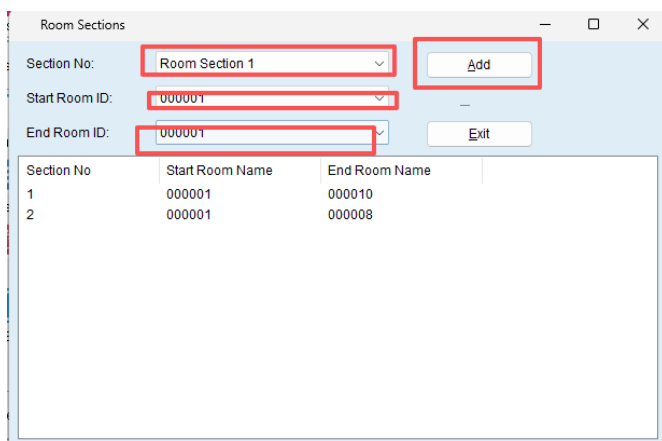 Room Sections
Section No: Room Section 1 Add
Start Room ID: 000001
End Room ID: 000001 Exit
Section No Start Room Name End Room Name
1 000001 000010
2 000001 000008